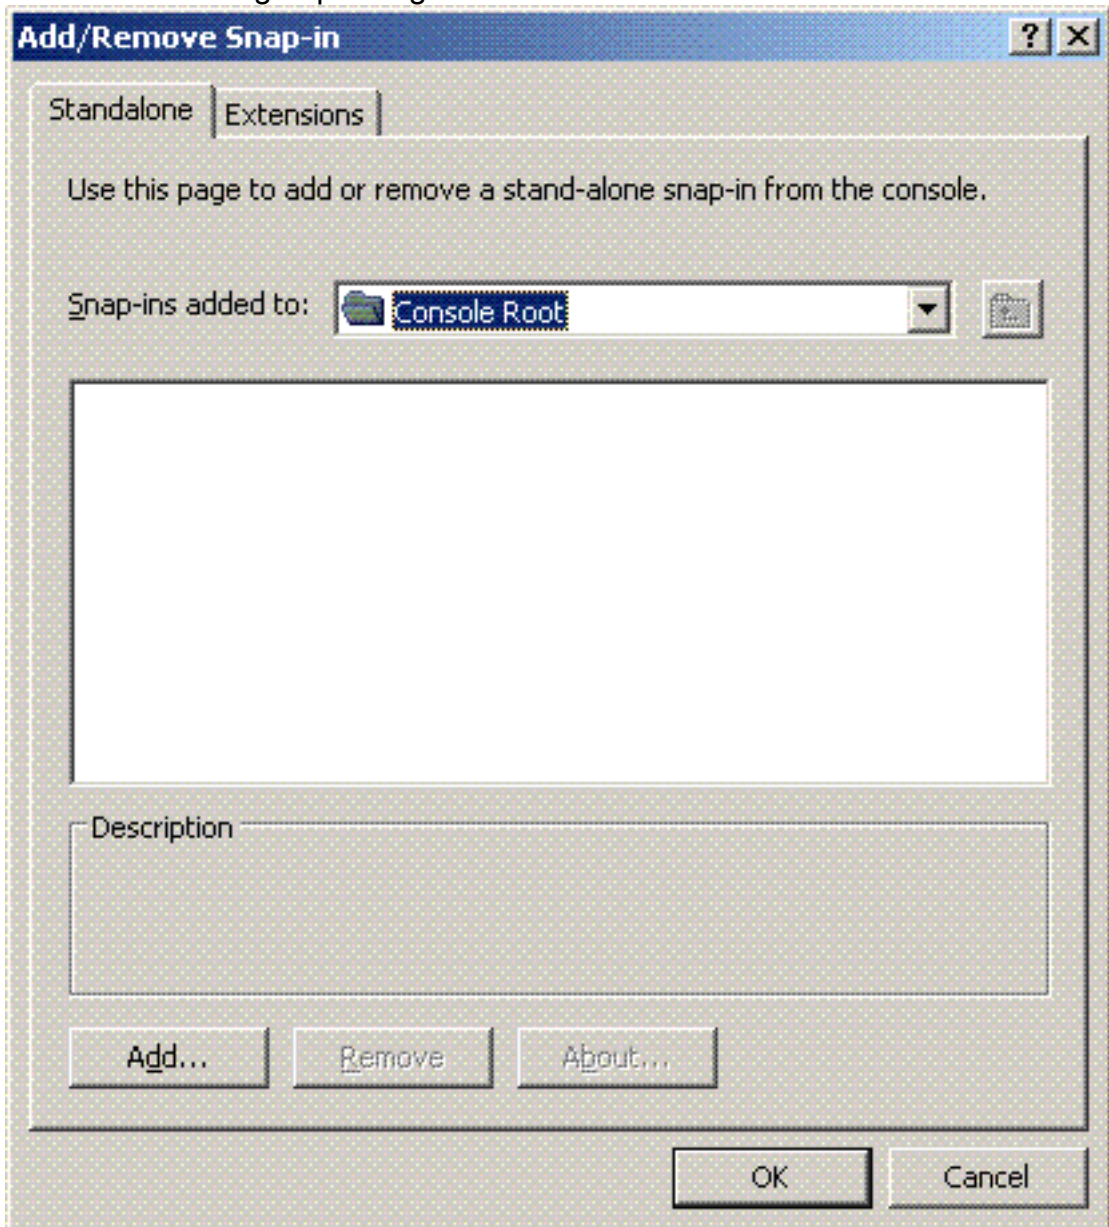 Add/Remove Snap-in
Standalone
Extensions
Use this page to add or remove a stand-alone snap-in from the console.
Snap-ins added to:
Console Root
Description
Add...
Remove
About...
OK
Cancel